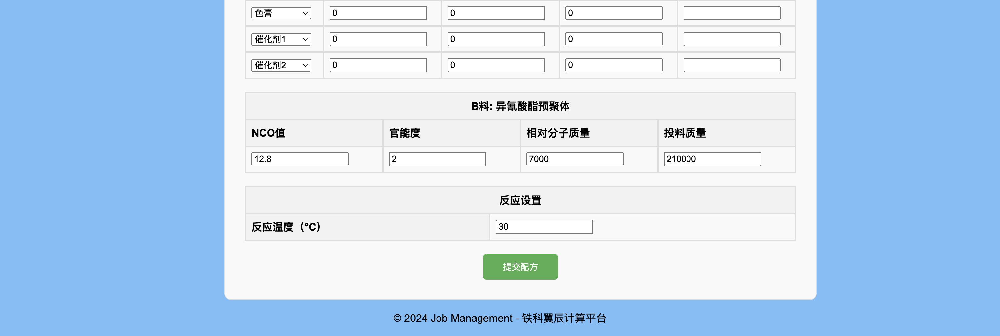 色膏 0 0 0
催化剂1 0 0 0
催化剂2 0 0 0
B料: 异氰酸酯预聚体
NCO值 官能度 相对分子质量 投料质量
12.8 2 7000 210000
反应设置
反应温度（°C） 30
提交配方
© 2024 Job Management - 铁科翼辰计算平台